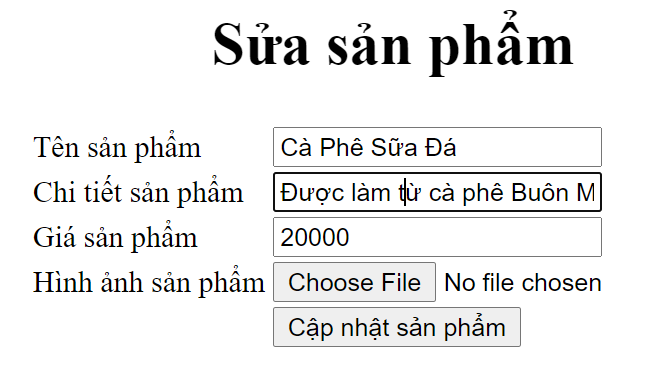 Sửa sản phẩm
Tên sản phẩm Cà Phê Sữa Đá
Chi tiết sản phẩm Được làm từ cà phê Buôn M
Giá sản phẩm 20000
Hình ảnh sản phẩm Choose File No file chosen
Cập nhật sản phẩm